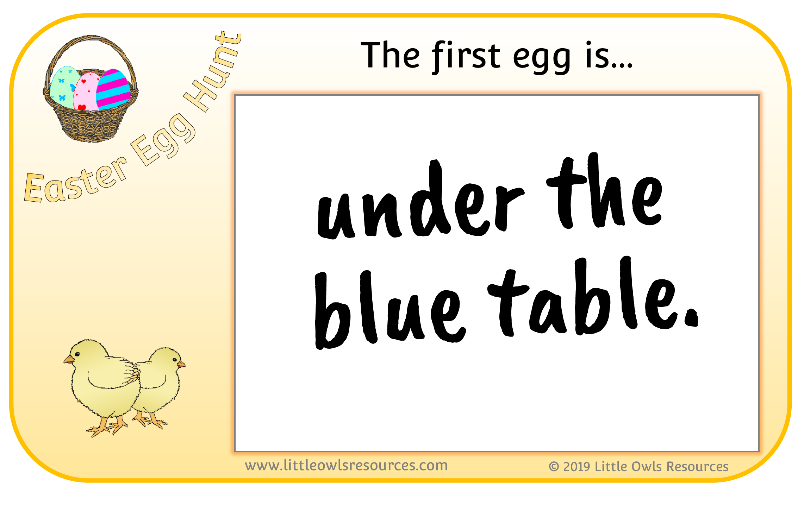 Easter Egg Hunt
The first egg is...
under the
blue table.
www.littleowlsresources.com
© 2019 Little Owls Resources